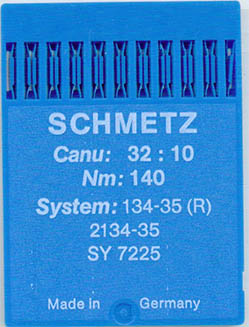 SCHMETZ
Canu: 32 : 10
Nm: 140
System: 134-35 (R)
2134-35
SY 7225
Made in Germany